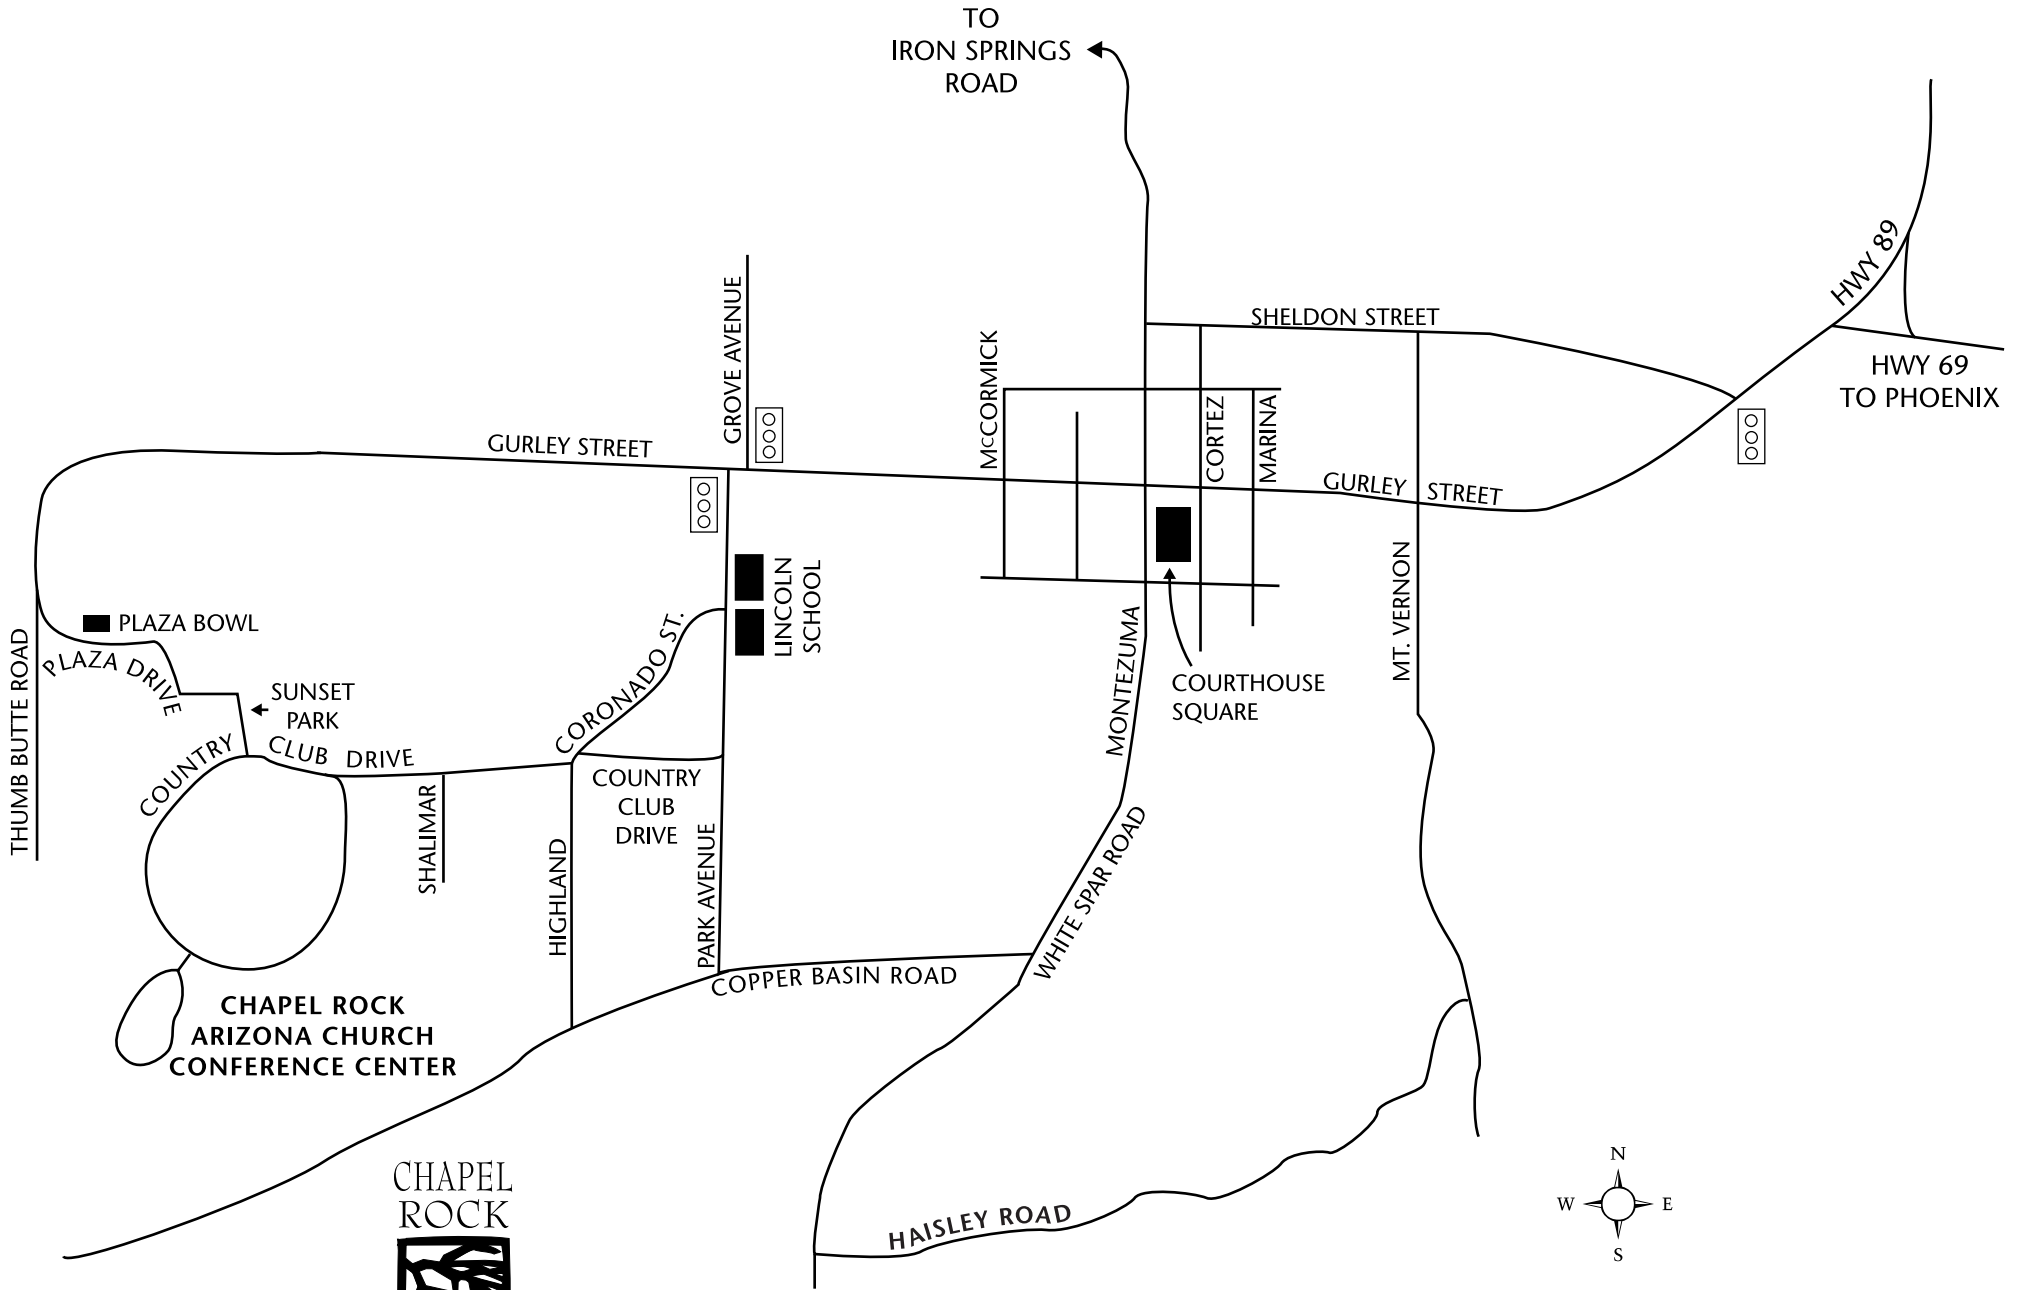 TO
IRON SPRINGS
ROAD
HWY 89
GROVE AVENUE
SHELDON STREET
McCORMICK
HWY 69
TO PHOENIX
CORTEZ
MARINA
GURLEY STREET
GURLEY STREET
LINCOLN
SCHOOL
MT. VERNON
PLAZA BOWL
THUMB BUTTE ROAD
PLAZA DRIVE
SUNSET
PARK
CORONADO ST.
MONTEZUMA
COURTHOUSE
SQUARE
COUNTRY CLUB DRIVE
COUNTRY
CLUB
DRIVE
SHALIMAR
HIGHLAND
PARK AVENUE
WHITE SPAR ROAD
COPPER BASIN ROAD
CHAPEL ROCK
ARIZONA CHURCH
CONFERENCE CENTER
CHAPEL
ROCK
HAISLEY ROAD
N
W E
S